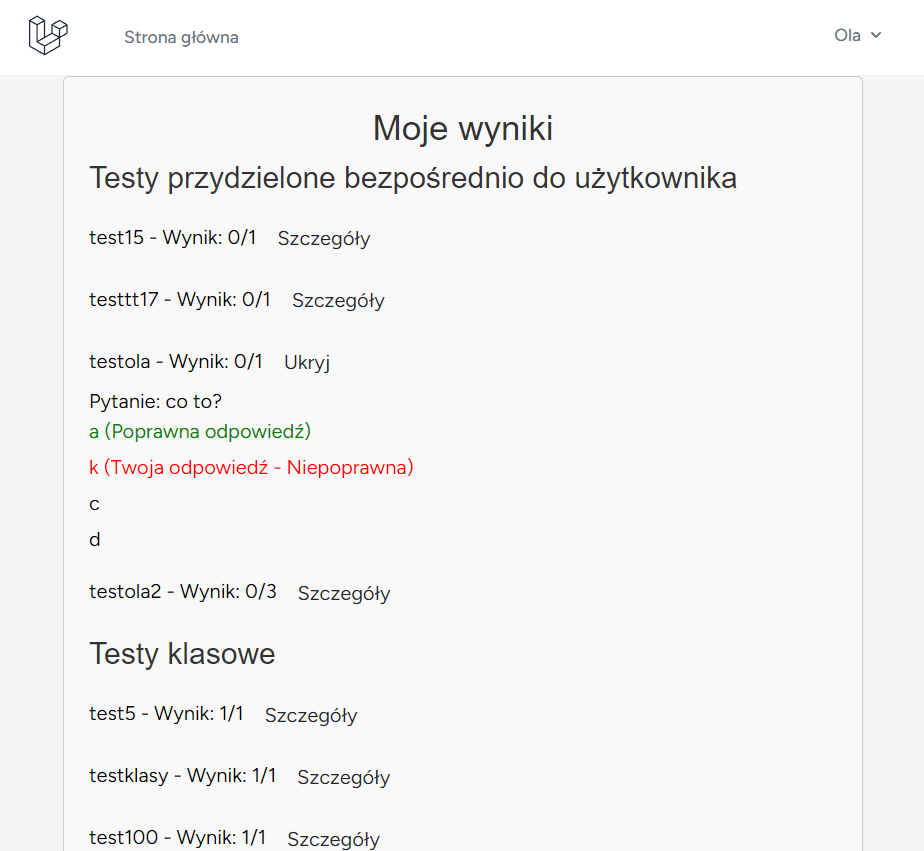 Strona główna
Ola
Moje wyniki
Testy przydzielone bezpośrednio do użytkownika
test15 - Wynik: 0/1 Szczegóły
testtt17 - Wynik: 0/1 Szczegóły
testola - Wynik: 0/1 Ukryj
Pytanie: co to?
a (Poprawna odpowiedź)
k (Twoja odpowiedź - Niepoprawna)
c
d
testola2 - Wynik: 0/3 Szczegóły
Testy klasowe
test5 - Wynik: 1/1 Szczegóły
testklasy - Wynik: 1/1 Szczegóły
test100 - Wynik: 1/1 Szczegóły